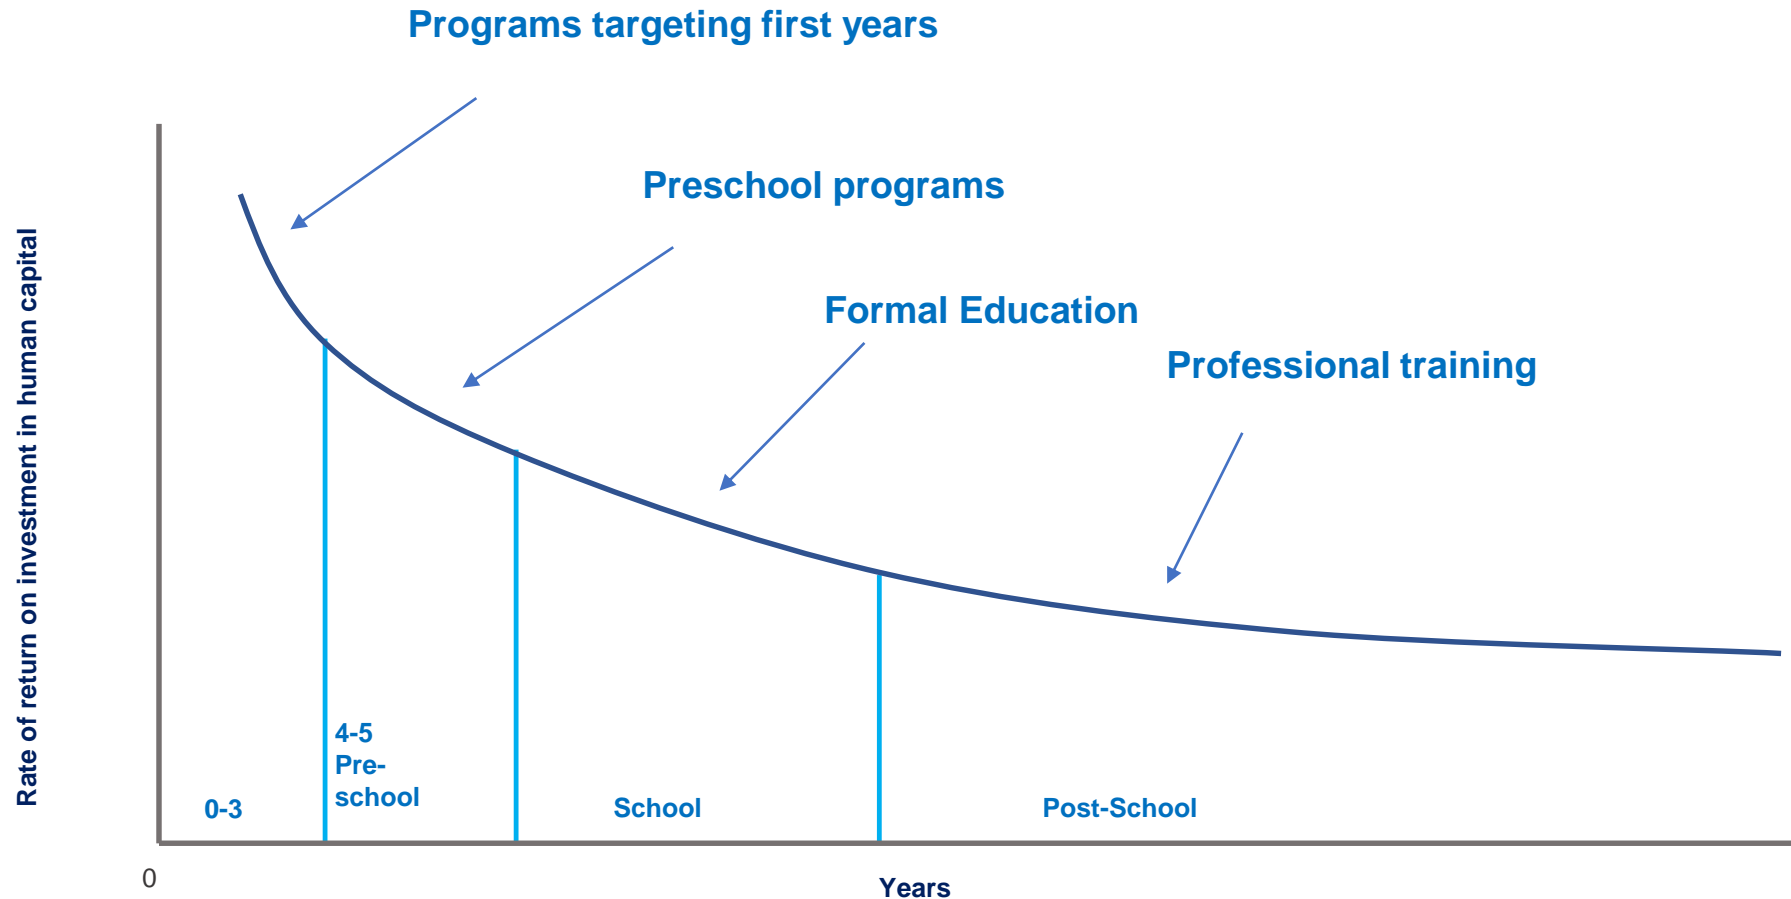 Programs targeting first years
Preschool programs
Formal Education
Professional training
Rate of return on investment in human capital
4-5
Pre-
school
0-3
School
Post-School
0
Years